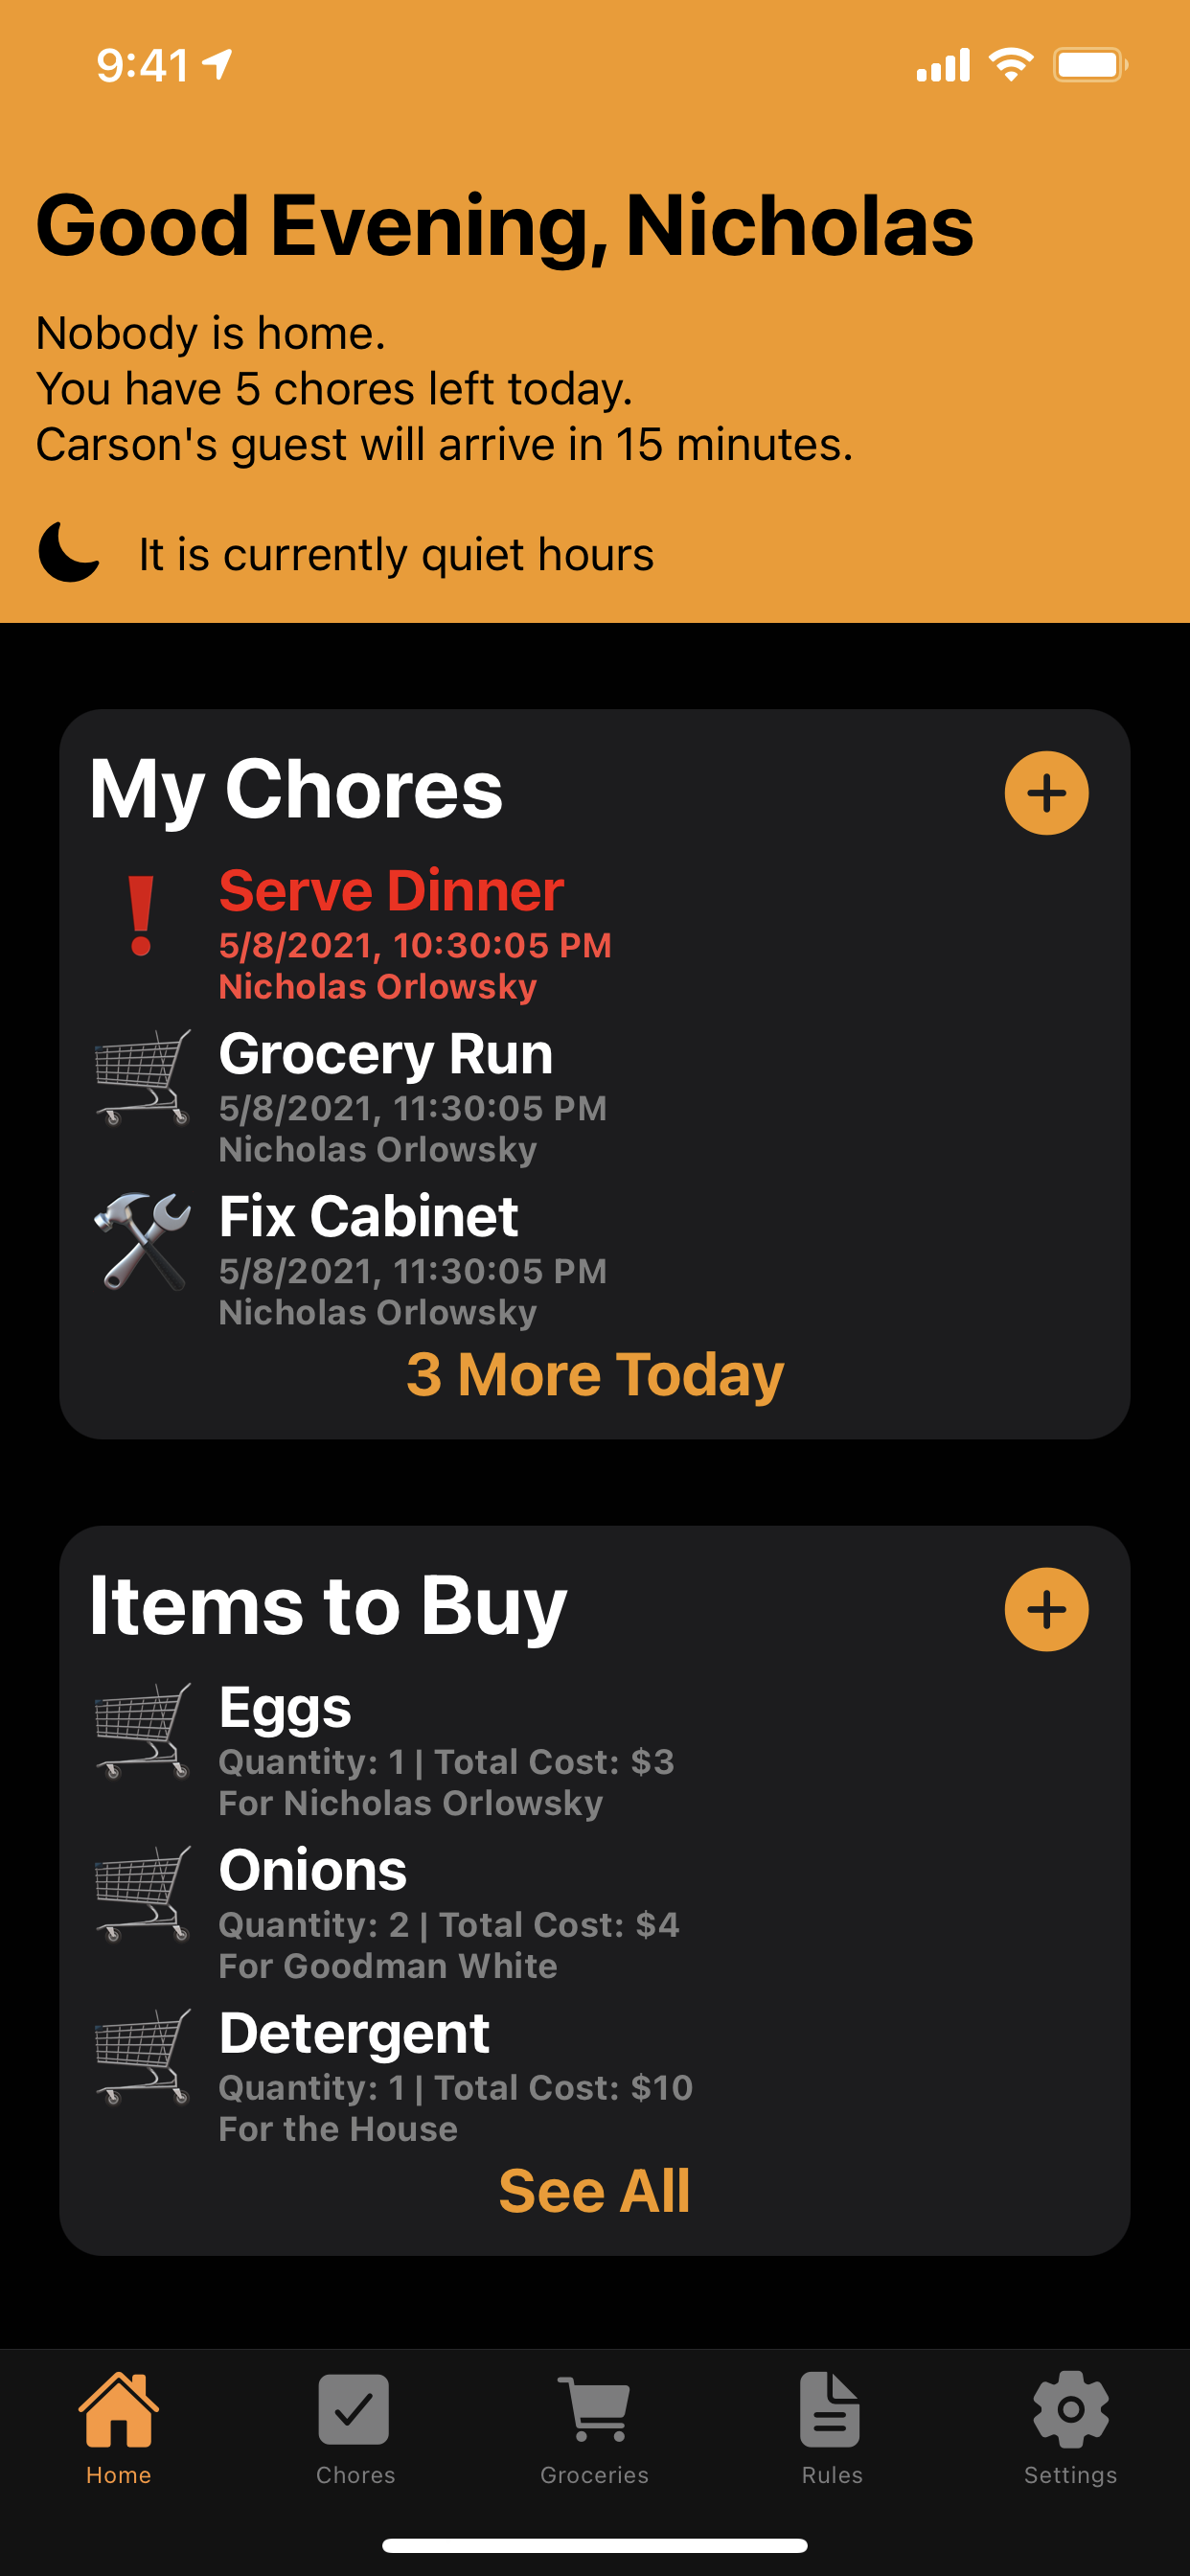 9:41
Good Evening, Nicholas
Nobody is home.
You have 5 chores left today.
Carson's guest will arrive in 15 minutes.
It is currently quiet hours
My Chores
Serve Dinner
5/8/2021, 10:30:05 PM
Nicholas Orlowsky
Grocery Run
5/8/2021, 11:30:05 PM
Nicholas Orlowsky
Fix Cabinet
5/8/2021, 11:30:05 PM
Nicholas Orlowsky
3 More Today
Items to Buy
Eggs
Quantity: 1 | Total Cost: $3
For Nicholas Orlowsky
Onions
Quantity: 2 | Total Cost: $4
For Goodman White
Detergent
Quantity: 1 | Total Cost: $10
For the House
See All
Home Chores Groceries Rules Settings